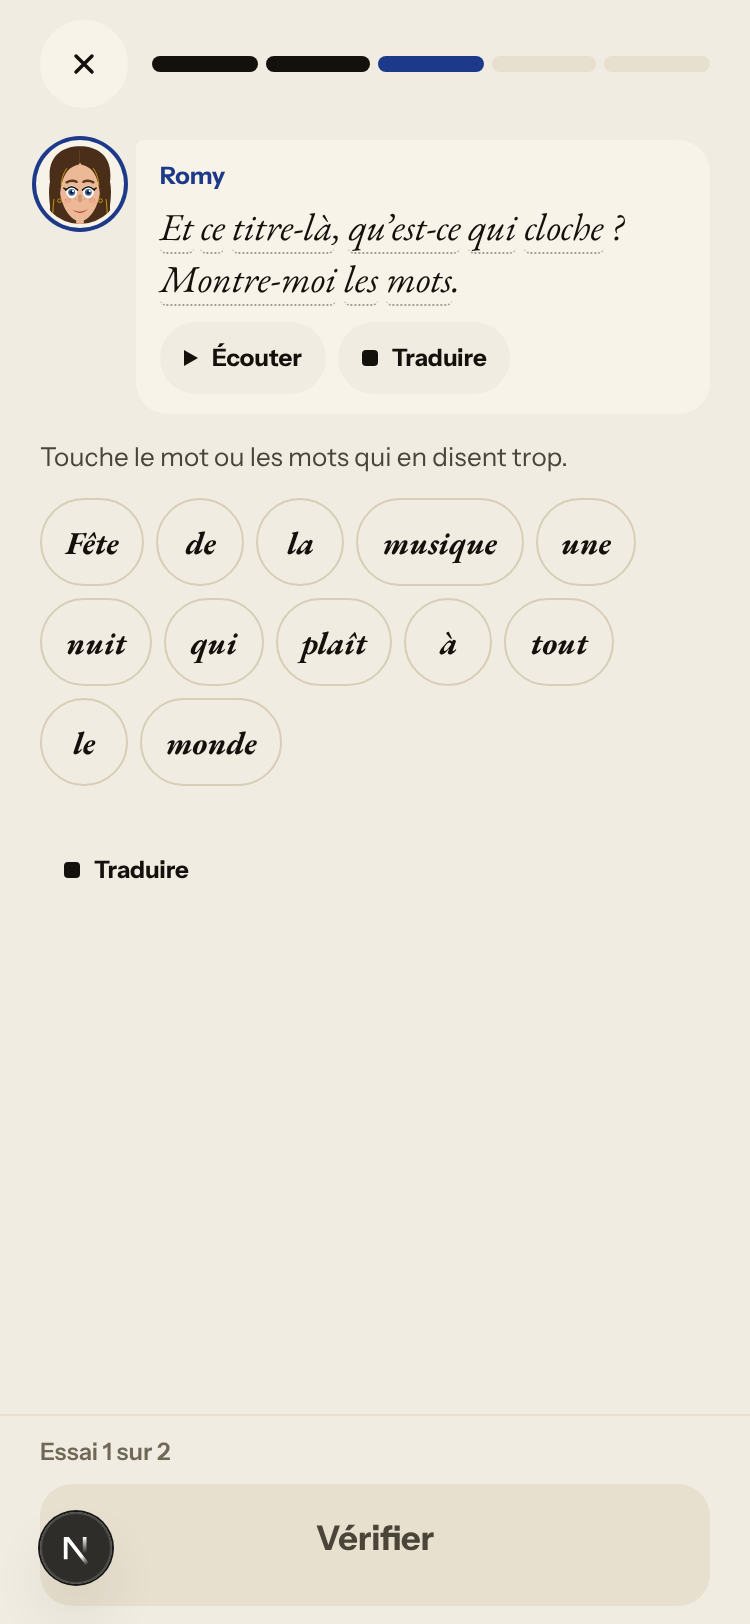 Romy
Et ce titre-là, qu’est-ce qui cloche ?
Montre-moi les mots.
Écouter Traduire
Touche le mot ou les mots qui en disent trop.
Fête de la musique une
nuit qui plaît à tout
le monde
Traduire
Essai 1 sur 2
Vérifier
N